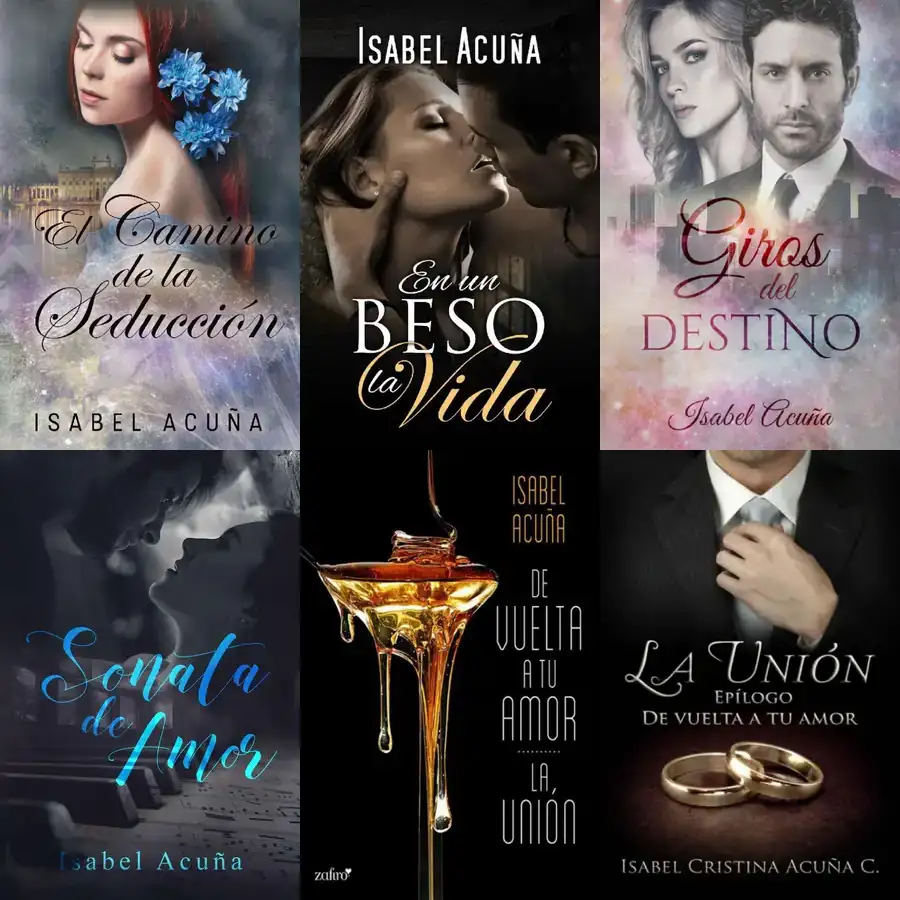 El Camino
de la
Seducción
ISABEL ACUÑA
ISABEL ACUÑA
En un
BESO
la Vida
Giros
del
DESTINO
Isabel Acuña
Sonata
de
Amor
Isabel Acuña
ISABEL
ACUÑA
DE
VUELTA
A TU
AMOR
LA
UNIÓN
zafiro
LA UNIÓN
EPÍLOGO
DE VUELTA A TU AMOR
ISABEL CRISTINA ACUÑA C.